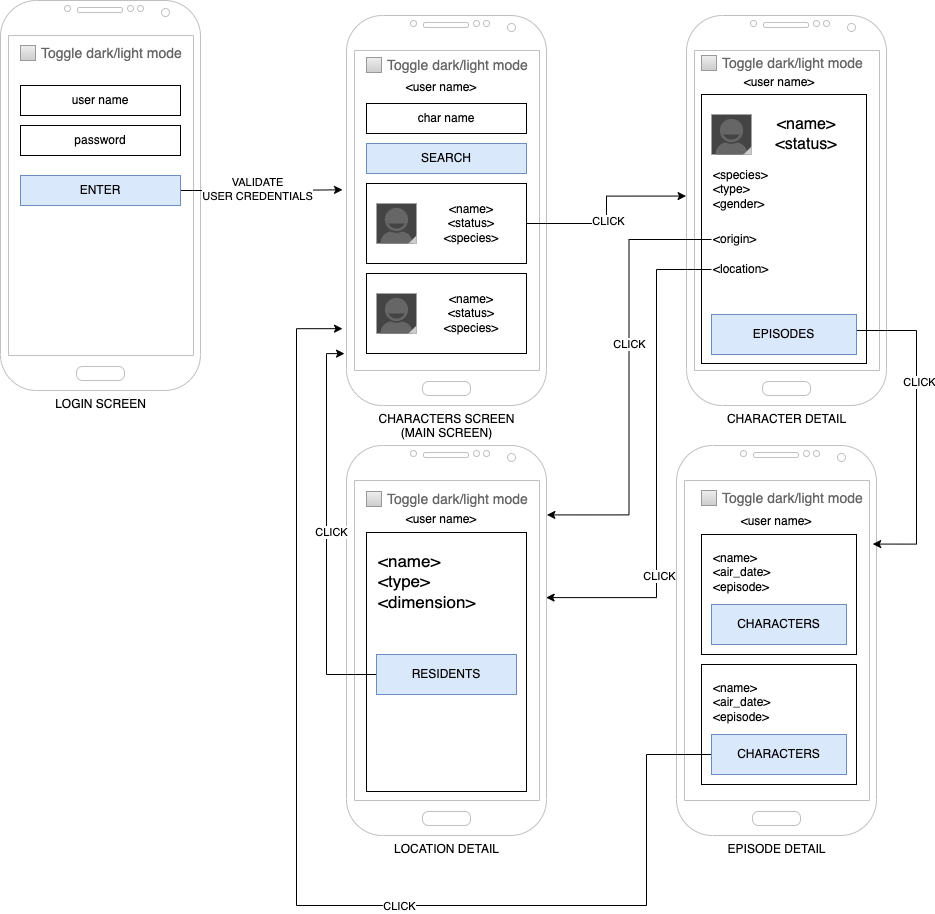 Toggle dark/light mode
user name
password
ENTER
LOGIN SCREEN
VALIDATE
USER CREDENTIALS
Toggle dark/light mode
<user name>
char name
SEARCH
<name>
<status>
<species>
<name>
<status>
<species>
CHARACTERS SCREEN
(MAIN SCREEN)
CLICK
Toggle dark/light mode
<user name>
<name>
<status>
<species>
<type>
<gender>
<origin>
<location>
EPISODES
CHARACTER DETAIL
CLICK
CLICK
CLICK
CLICK
Toggle dark/light mode
<user name>
<name>
<type>
<dimension>
RESIDENTS
LOCATION DETAIL
Toggle dark/light mode
<user name>
<name>
<air_date>
<episode>
CHARACTERS
<name>
<air_date>
<episode>
CHARACTERS
EPISODE DETAIL
CLICK